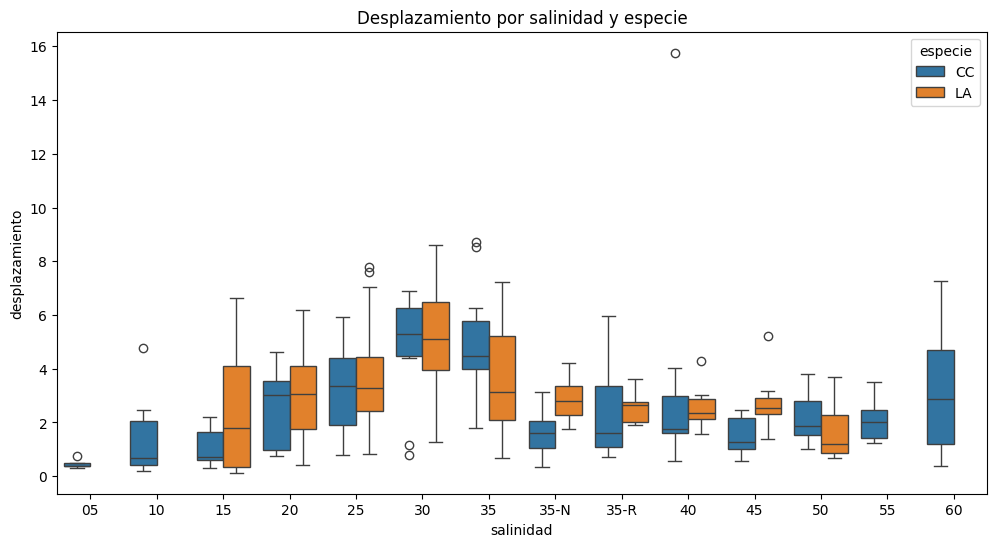 Desplazamiento por salinidad y especie
16
14
12
10
8
6
4
2
0
desplazamiento
especie
CC
LA
05 10 15 20 25 30 35 35-N 35-R 40 45 50 55 60
salinidad